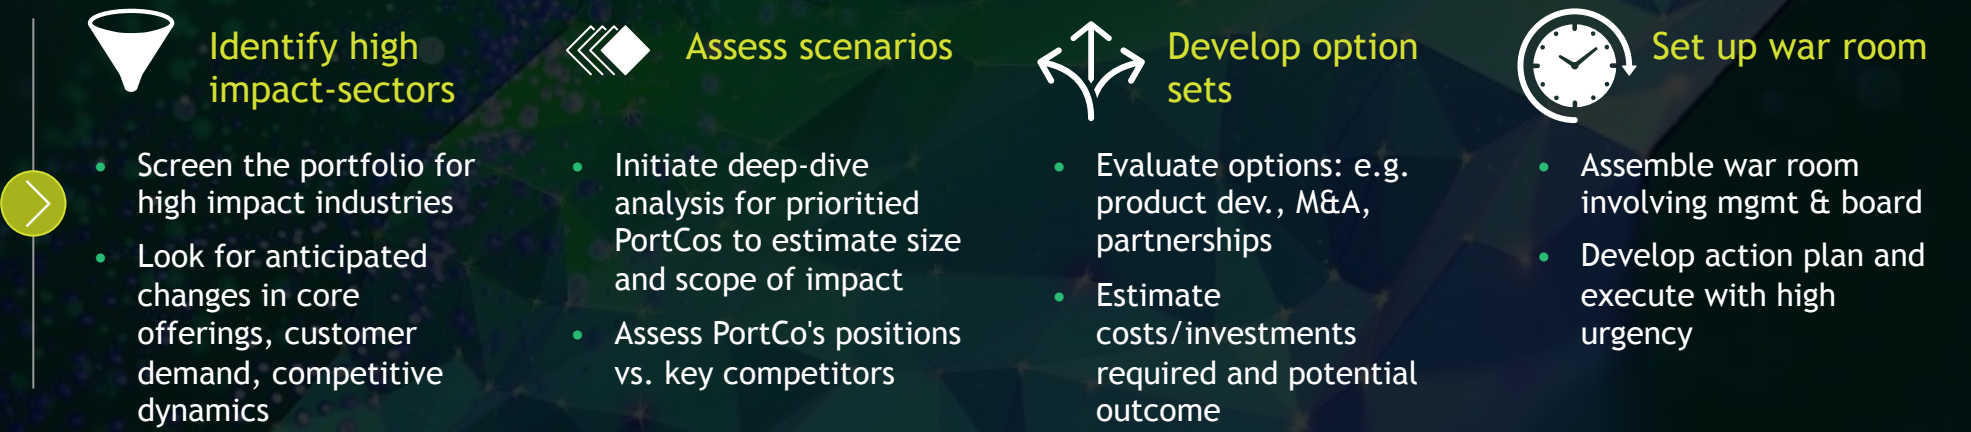 Identify high
impact-sectors
• Screen the portfolio for
high impact industries
• Look for anticipated
changes in core
offerings, customer
demand, competitive
dynamics
Assess scenarios
• Initiate deep-dive
analysis for prioritied
PortCos to estimate size
and scope of impact
• Assess PortCo's positions
vs. key competitors
Develop option
sets
• Evaluate options: e.g.
product dev., M&A,
partnerships
• Estimate
costs/investments
required and potential
outcome
Set up war room
• Assemble war room
involving mgmt & board
• Develop action plan and
execute with high
urgency